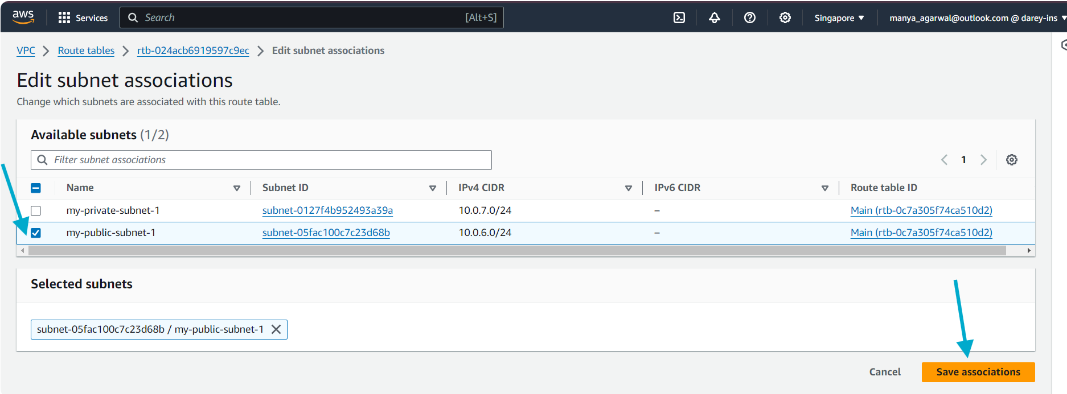 aws Services Search [Alt+S] Singapore manya_agarwal@outlook.com @ darey-ins
VPC Route tables rtb-024acb6919597c9ec Edit subnet associations
Edit subnet associations
Change which subnets are associated with this route table.
Available subnets (1/2)
Filter subnet associations 1
Name Subnet ID IPv4 CIDR IPv6 CIDR Route table ID
my-private-subnet-1 subnet-0127f4b952493a39a 10.0.7.0/24 – Main (rtb-0c7a305f74ca510d2)
my-public-subnet-1 subnet-05fac100c7c23d68b 10.0.6.0/24 – Main (rtb-0c7a305f74ca510d2)
Selected subnets
subnet-05fac100c7c23d68b / my-public-subnet-1
Cancel Save associations